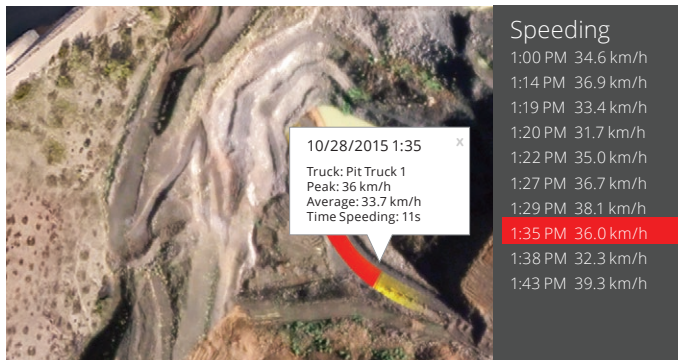 Speeding
1:00 PM 34.6 km/h
1:14 PM 36.9 km/h
1:19 PM 33.4 km/h
1:20 PM 31.7 km/h
1:22 PM 35.0 km/h
1:27 PM 36.7 km/h
1:29 PM 38.1 km/h
1:35 PM 36.0 km/h
1:38 PM 32.3 km/h
1:43 PM 39.3 km/h
10/28/2015 1:35 x
Truck: Pit Truck 1
Peak: 36 km/h
Average: 33.7 km/h
Time Speeding: 11s